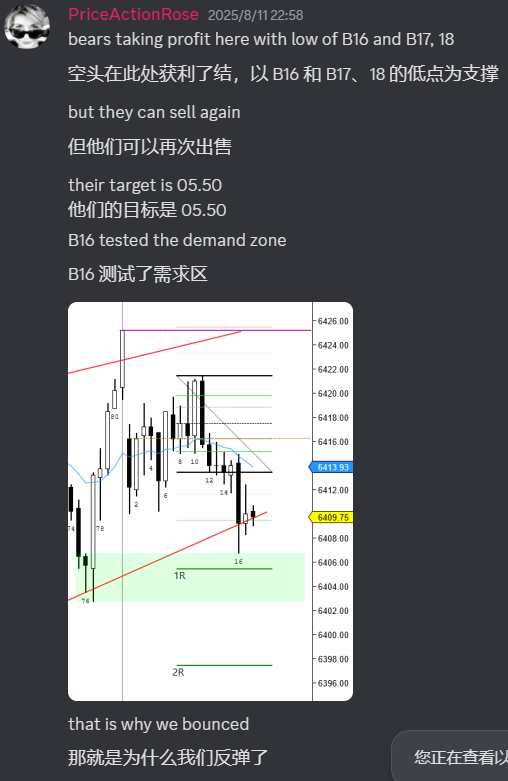 PriceActionRose 2025/8/11 22:58
bears taking profit here with low of B16 and B17, 18
空头在此处获利了结，以 B16 和 B17、18 的低点为支撑
but they can sell again
但他们可以再次出售
their target is 05.50
他们的目标是 05.50
B16 tested the demand zone
B16 测试了需求区
6426.00
6424.00
6422.00
6420.00
6418.00
6416.00
6413.93
6412.00
6409.75
6408.00
6406.00
6404.00
6402.00
6400.00
6398.00
6396.00
80
74
78
76
2
4
6
8
10
12
14
16
1R
2R
that is why we bounced
那就是为什么我们反弹了
您正在查看以